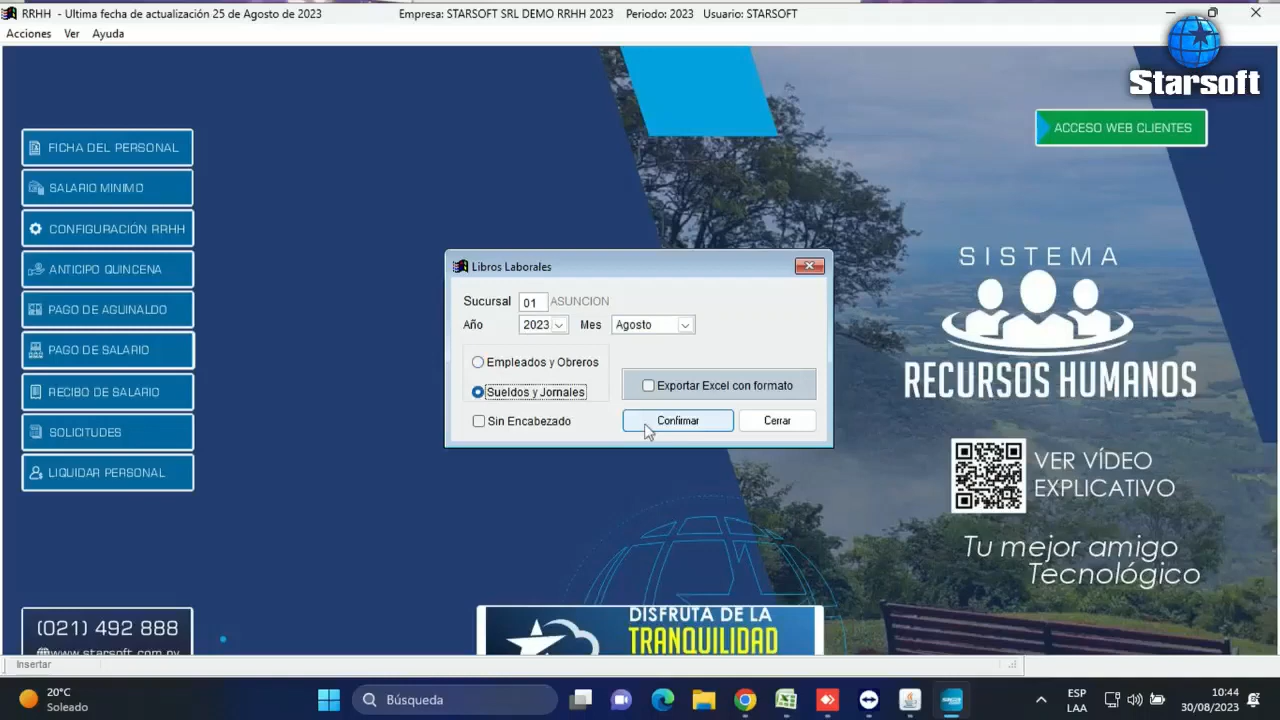 RRHH - Ultima fecha de actualización 25 de Agosto de 2023 Empresa: STARSOFT SRL DEMO RRHH 2023 Periodo: 2023 Usuario: STARSOFT
Acciones Ver Ayuda
Starsoft
ACCESO WEB CLIENTES
FICHA DEL PERSONAL
SALARIO MINIMO
CONFIGURACIÓN RRHH
ANTICIPO QUINCENA
PAGO DE AGUINALDO
PAGO DE SALARIO
RECIBO DE SALARIO
SOLICITUDES
LIQUIDAR PERSONAL
Libros Laborales
Sucursal 01 ASUNCION
Año 2023 Mes Agosto
Empleados y Obreros
Sueldos y Jornales
Exportar Excel con formato
Sin Encabezado
Confirmar
Cerrar
SISTEMA
RECURSOS HUMANOS
VER VÍDEO
EXPLICATIVO
Tu mejor amigo
Tecnológico
(021) 492 888
www.starsoft.com.py
DISFRUTA DE LA
TRANQUILIDAD
Insertar
20°C
Soleado
Búsqueda
ESP
LAA
10:44
30/08/2023